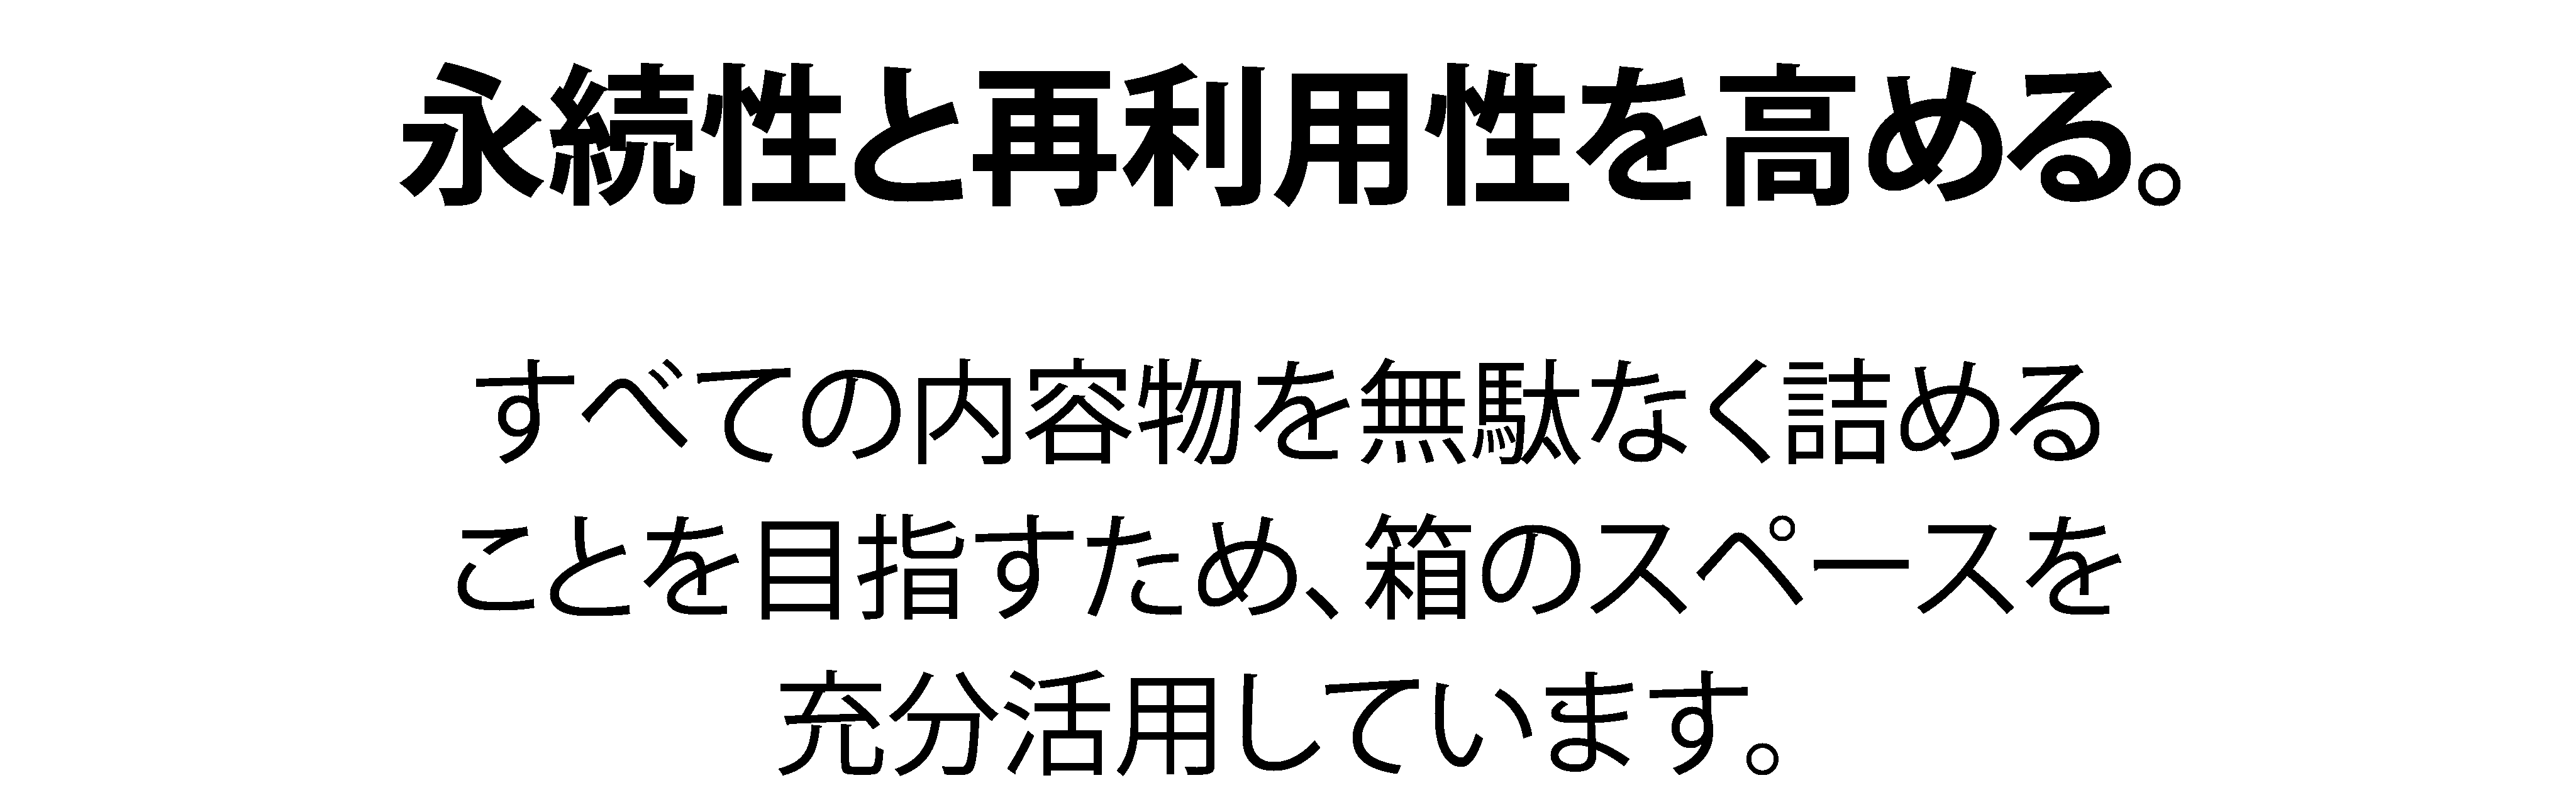 永続性と再利用性を高める。
すべての内容物を無駄なく詰める
ことを目指すため、箱のスペースを
充分活用しています。